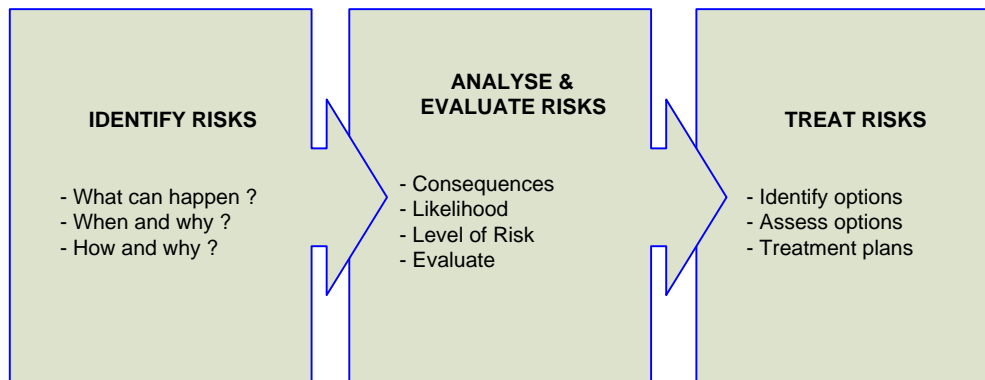 IDENTIFY RISKS
- What can happen ?
- When and why ?
- How and why ?
ANALYSE &
EVALUATE RISKS
- Consequences
- Likelihood
- Level of Risk
- Evaluate
TREAT RISKS
- Identify options
- Assess options
- Treatment plans